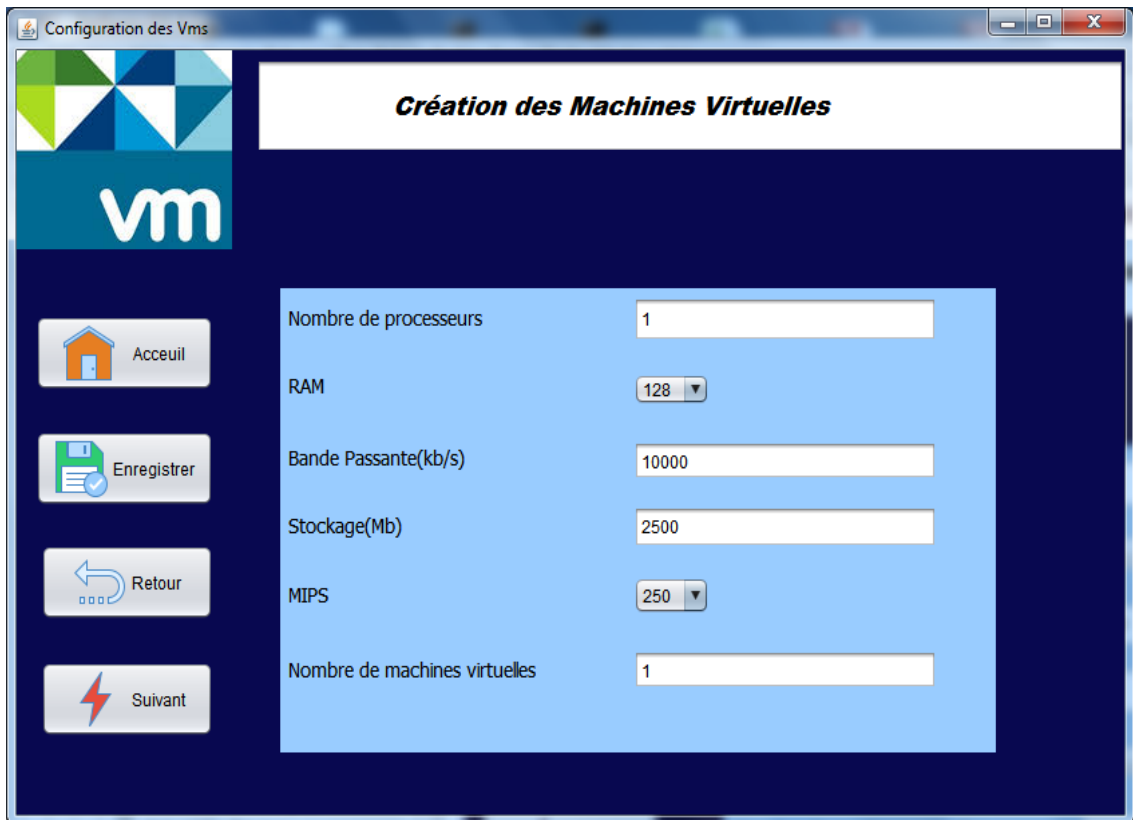 Configuration des Vms
Création des Machines Virtuelles
vm
Nombre de processeurs 1
Acceuil
RAM 128
Bande Passante(kb/s) 10000
Enregistrer
Stockage(Mb) 2500
Retour
MIPS 250
Nombre de machines virtuelles 1
Suivant